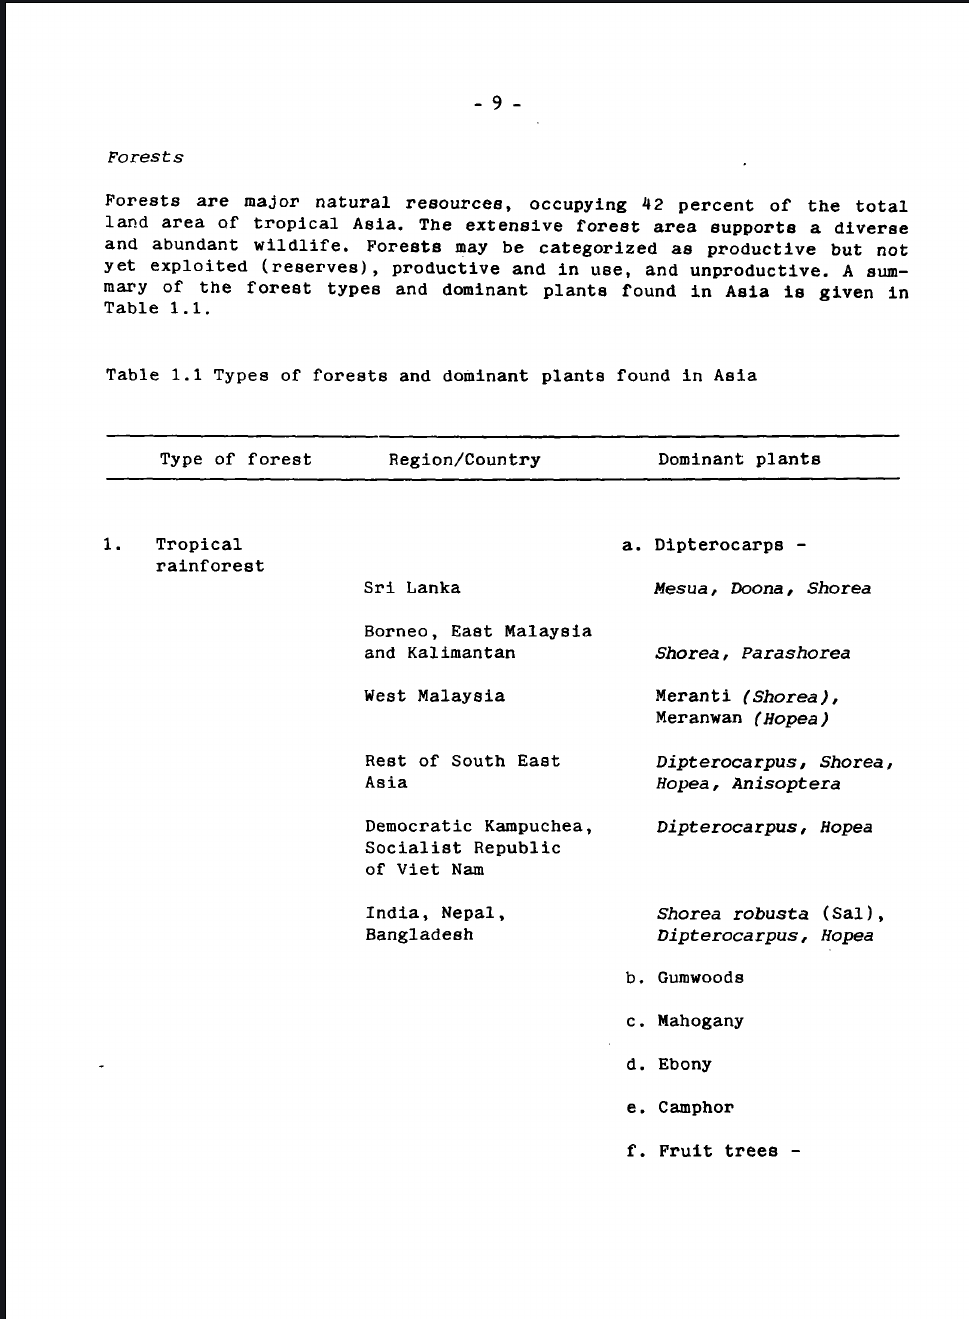 - 9 -
Forests
Forests are major natural resources, occupying 42 percent of the total
land area of tropical Asia. The extensive forest area supports a diverse
and abundant wildlife. Forests may be categorized as productive but not
yet exploited (reserves), productive and in use, and unproductive. A sum-
mary of the forest types and dominant plants found in Asia is given in
Table 1.1.
Table 1.1 Types of forests and dominant plants found in Asia
Type of forest Region/Country Dominant plants
1. Tropical a. Dipterocarps -
rainforest
Sri Lanka Mesua, Doona, Shorea
Borneo, East Malaysia
and Kalimantan Shorea, Parashorea
West Malaysia Meranti (Shorea),
Meranwan (Hopea)
Rest of South East Dipterocarpus, Shorea,
Asia Hopea, Anisoptera
Democratic Kampuchea, Dipterocarpus, Hopea
Socialist Republic
of Viet Nam
India, Nepal, Shorea robusta (Sal),
Bangladesh Dipterocarpus, Hopea
b. Gumwoods
c. Mahogany
d. Ebony
e. Camphor
f. Fruit trees -